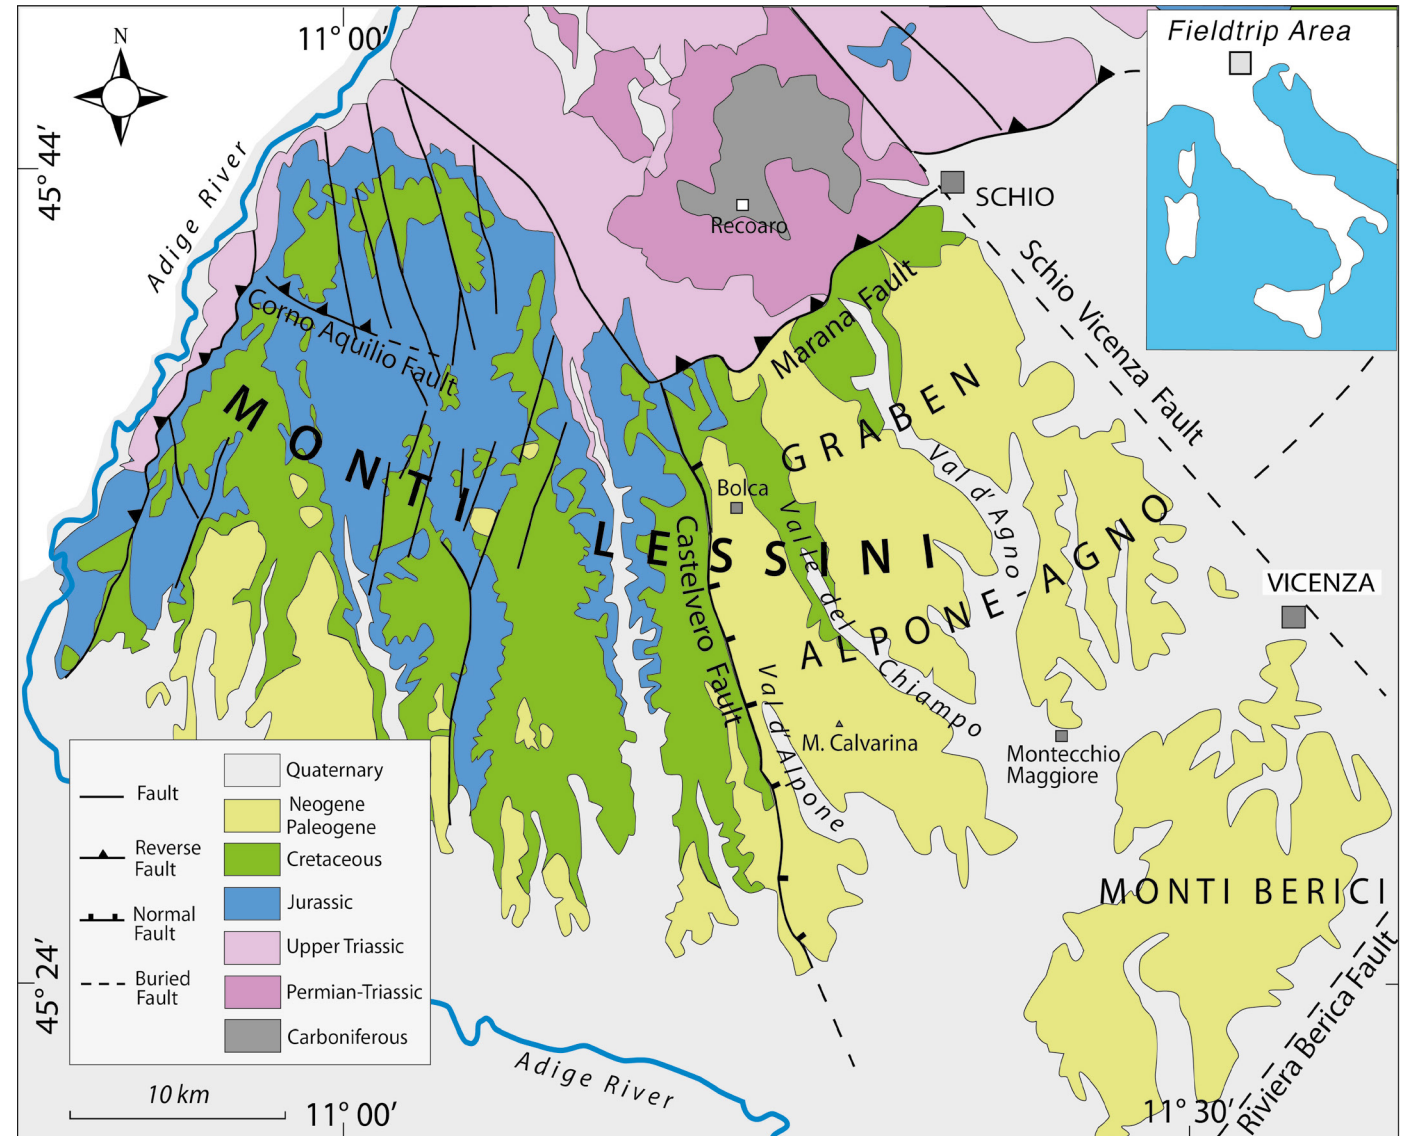 11° 00′
Fieldtrip Area
N
45° 44′
Adige River
SCHIO
Recoaro
Schio Vicenza Fault
Marana Fault
Corno Aquilio Fault
MONTI
LESSINI
GRABEN
ALPONE-AGNO
Val d' Agno
Bolca
Valle del
Chiampo
Castelvero Fault
VICENZA
Val d' Alpone
M. Calvarina
Montecchio
Maggiore
MONTI BERICI
Riviera Berica Fault
Fault
Reverse
Fault
Normal
Fault
Buried
Fault
Quaternary
Neogene
Paleogene
Cretaceous
Jurassic
Upper Triassic
Permian-Triassic
Carboniferous
45° 24′
Adige River
10 km
11° 00′
11° 30′